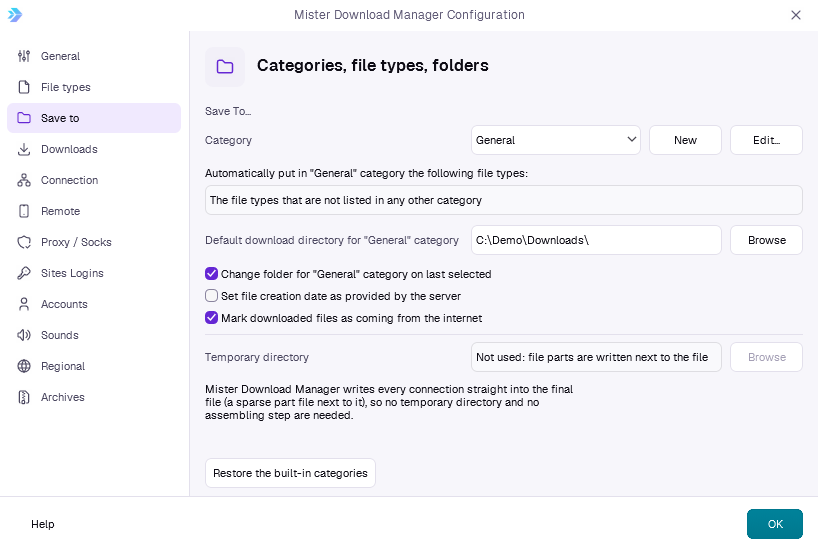 Mister Download Manager Configuration
General
File types
Save to
Downloads
Connection
Remote
Proxy / Socks
Sites Logins
Accounts
Sounds
Regional
Archives
Categories, file types, folders
Save To...
Category
General
New
Edit...
Automatically put in "General" category the following file types:
The file types that are not listed in any other category
Default download directory for "General" category
C:\Demo\Downloads\
Browse
Change folder for "General" category on last selected
Set file creation date as provided by the server
Mark downloaded files as coming from the internet
Temporary directory
Not used: file parts are written next to the file
Browse
Mister Download Manager writes every connection straight into the final
file (a sparse part file next to it), so no temporary directory and no
assembling step are needed.
Restore the built-in categories
Help
OK